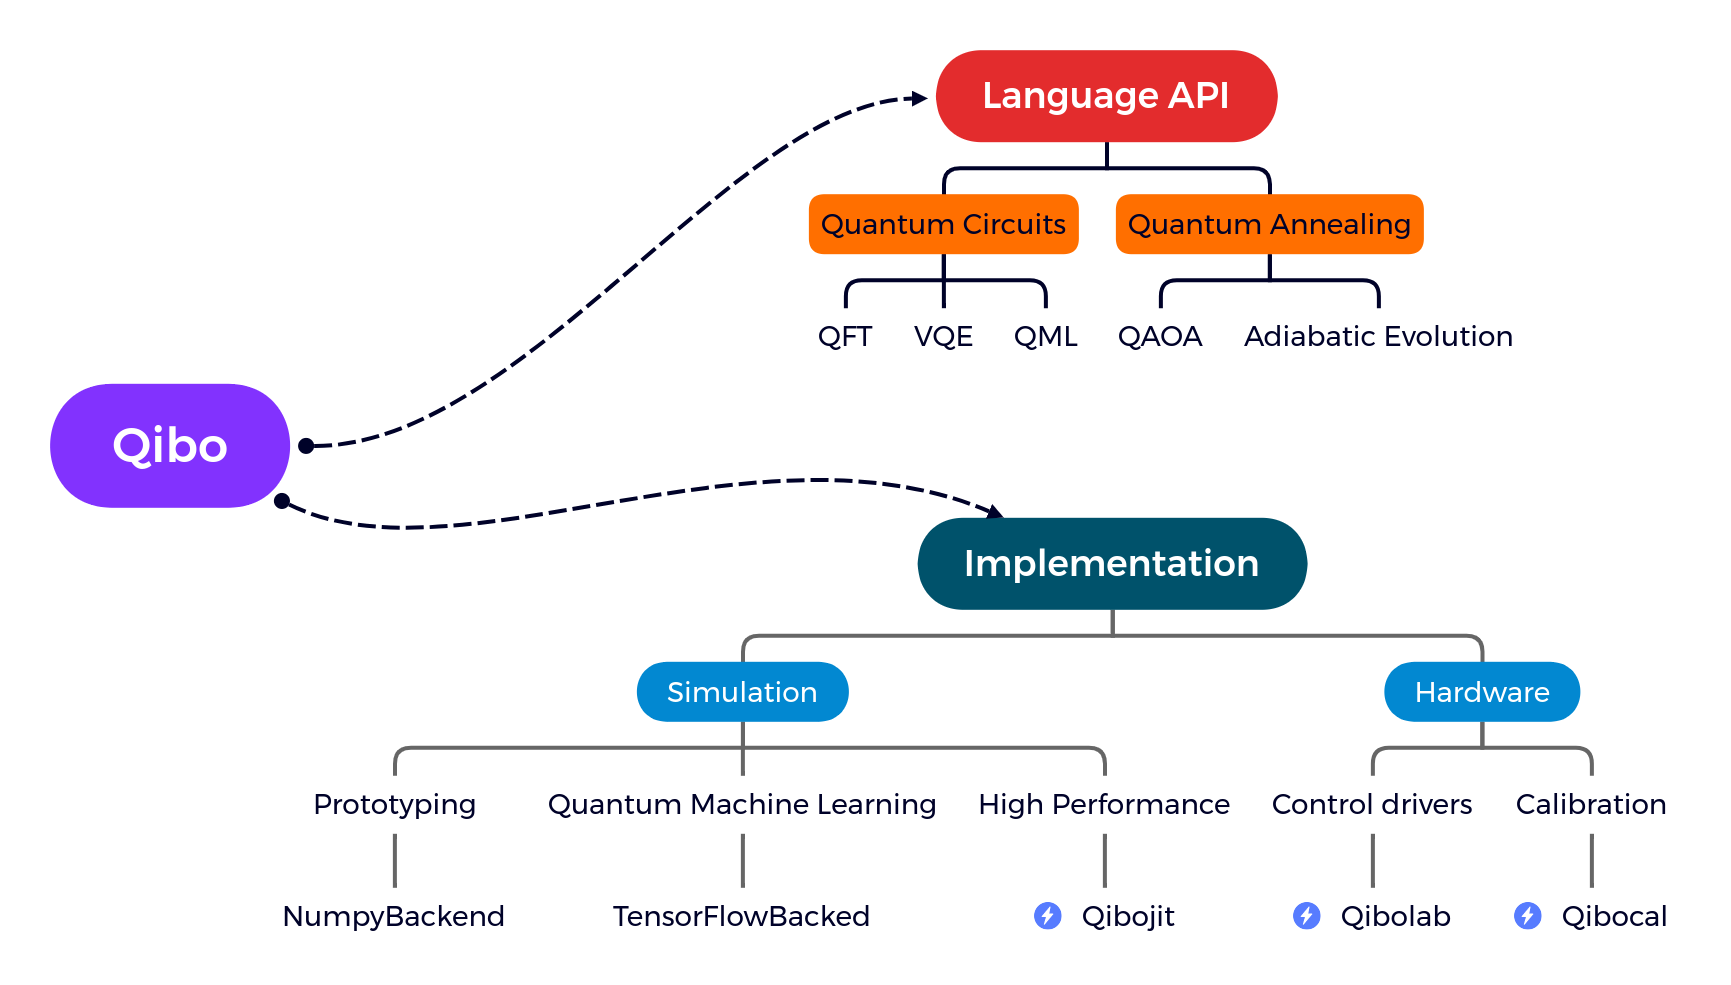 Language API
Quantum Circuits
Quantum Annealing
QFT
VQE
QML
QAOA
Adiabatic Evolution
Qibo
Implementation
Simulation
Hardware
Prototyping
Quantum Machine Learning
High Performance
Control drivers
Calibration
NumpyBackend
TensorFlowBacked
Qibojit
Qibolab
Qibocal